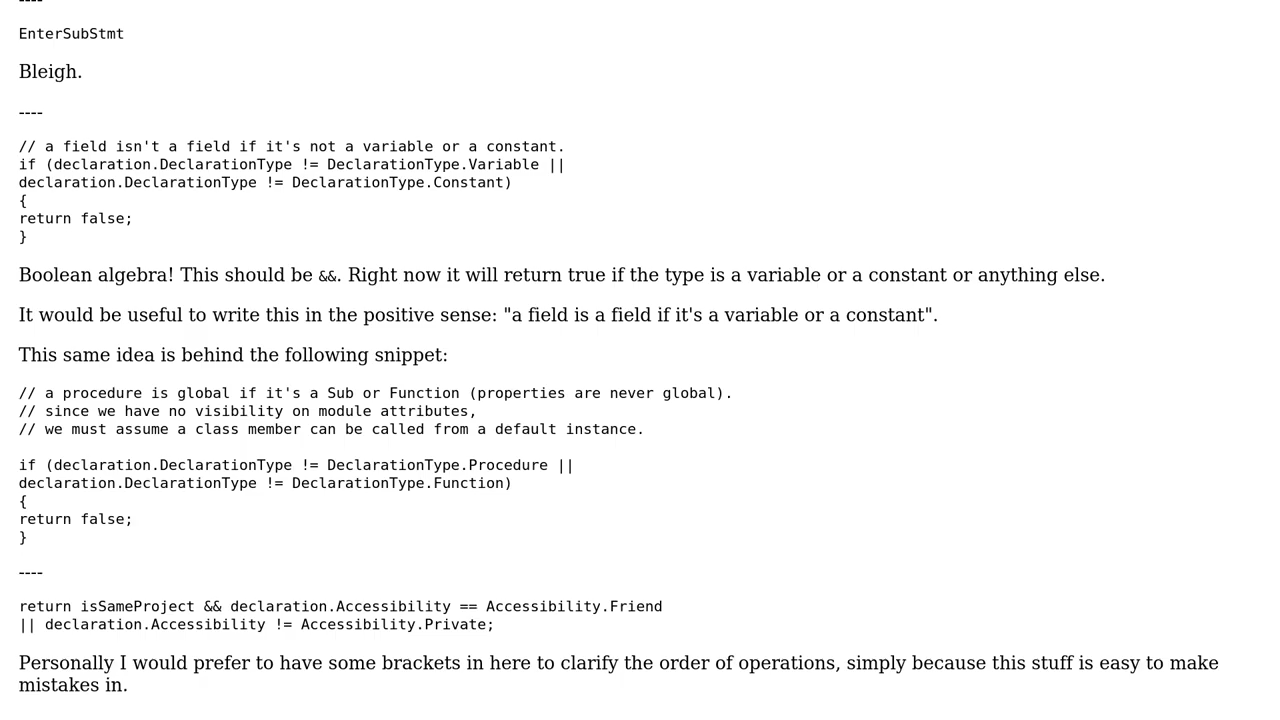 ----
EnterSubStmt
Bleigh.
----
// a field isn't a field if it's not a variable or a constant.
if (declaration.DeclarationType != DeclarationType.Variable ||
declaration.DeclarationType != DeclarationType.Constant)
{
return false;
}
Boolean algebra! This should be &&. Right now it will return true if the type is a variable or a constant or anything else.
It would be useful to write this in the positive sense: "a field is a field if it's a variable or a constant".
This same idea is behind the following snippet:
// a procedure is global if it's a Sub or Function (properties are never global).
// since we have no visibility on module attributes,
// we must assume a class member can be called from a default instance.
if (declaration.DeclarationType != DeclarationType.Procedure ||
declaration.DeclarationType != DeclarationType.Function)
{
return false;
}
----
return isSameProject && declaration.Accessibility == Accessibility.Friend
|| declaration.Accessibility != Accessibility.Private;
Personally I would prefer to have some brackets in here to clarify the order of operations, simply because this stuff is easy to make
mistakes in.